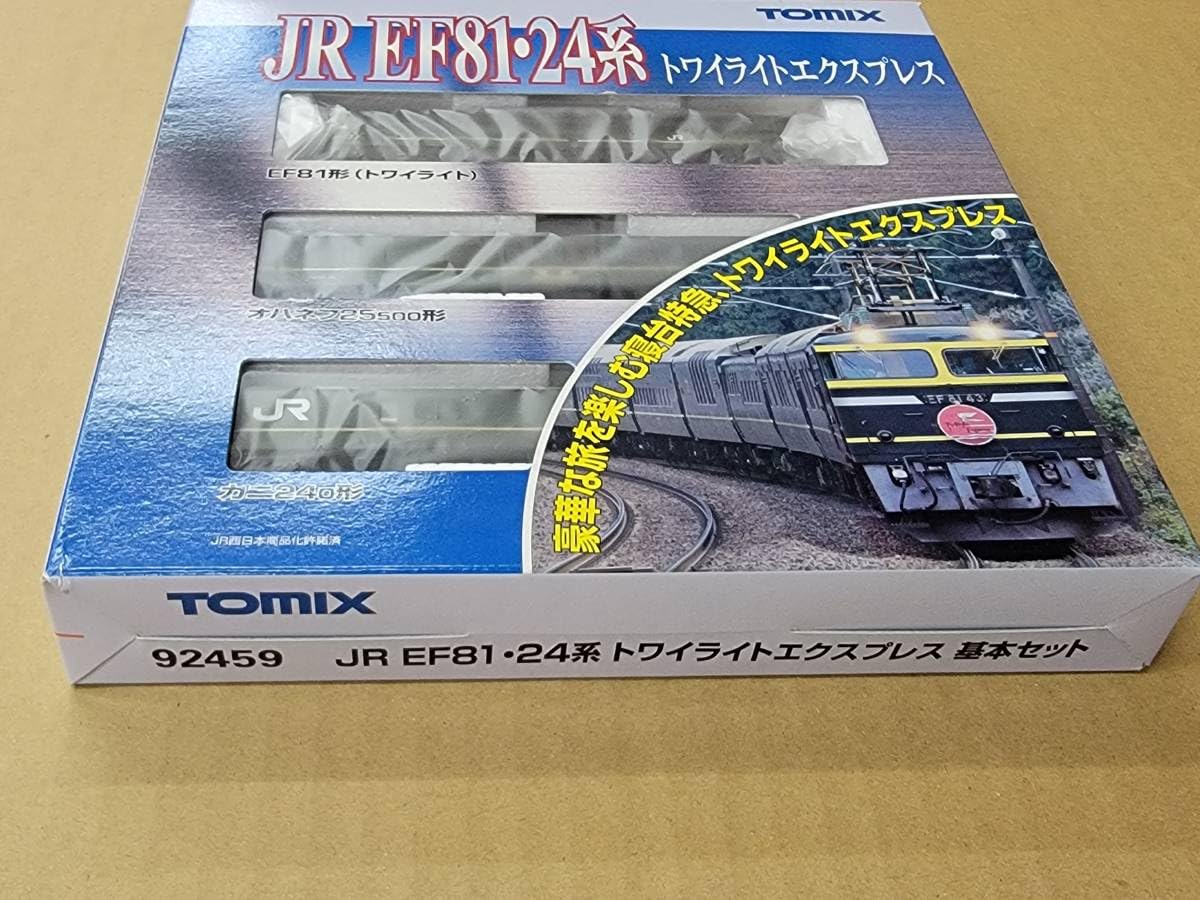 TOMIX
JR EF81・24系 トワイライトエクスプレス
JR
EF81形(トワイライト)
オハネフ25500形
JR
カニ240形
JR西日本商品化許諾済
豪華な旅を楽しむ寝台特急、トワイライトエクスプレス
EF 81 43
TOMIX
92459 JR EF81・24系 トワイライトエクスプレス 基本セット